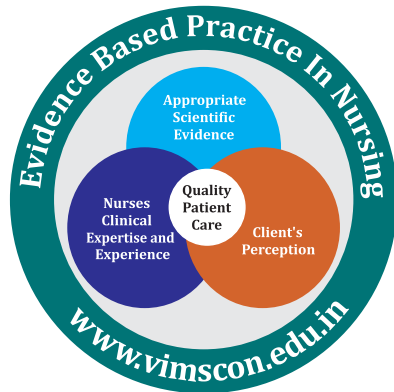 Evidence Based Practice In Nursing
Appropriate
Scientific
Evidence
Nurses
Clinical
Expertise and
Experience
Quality
Patient
Care
Client's
Perception
www.vimscon.edu.in